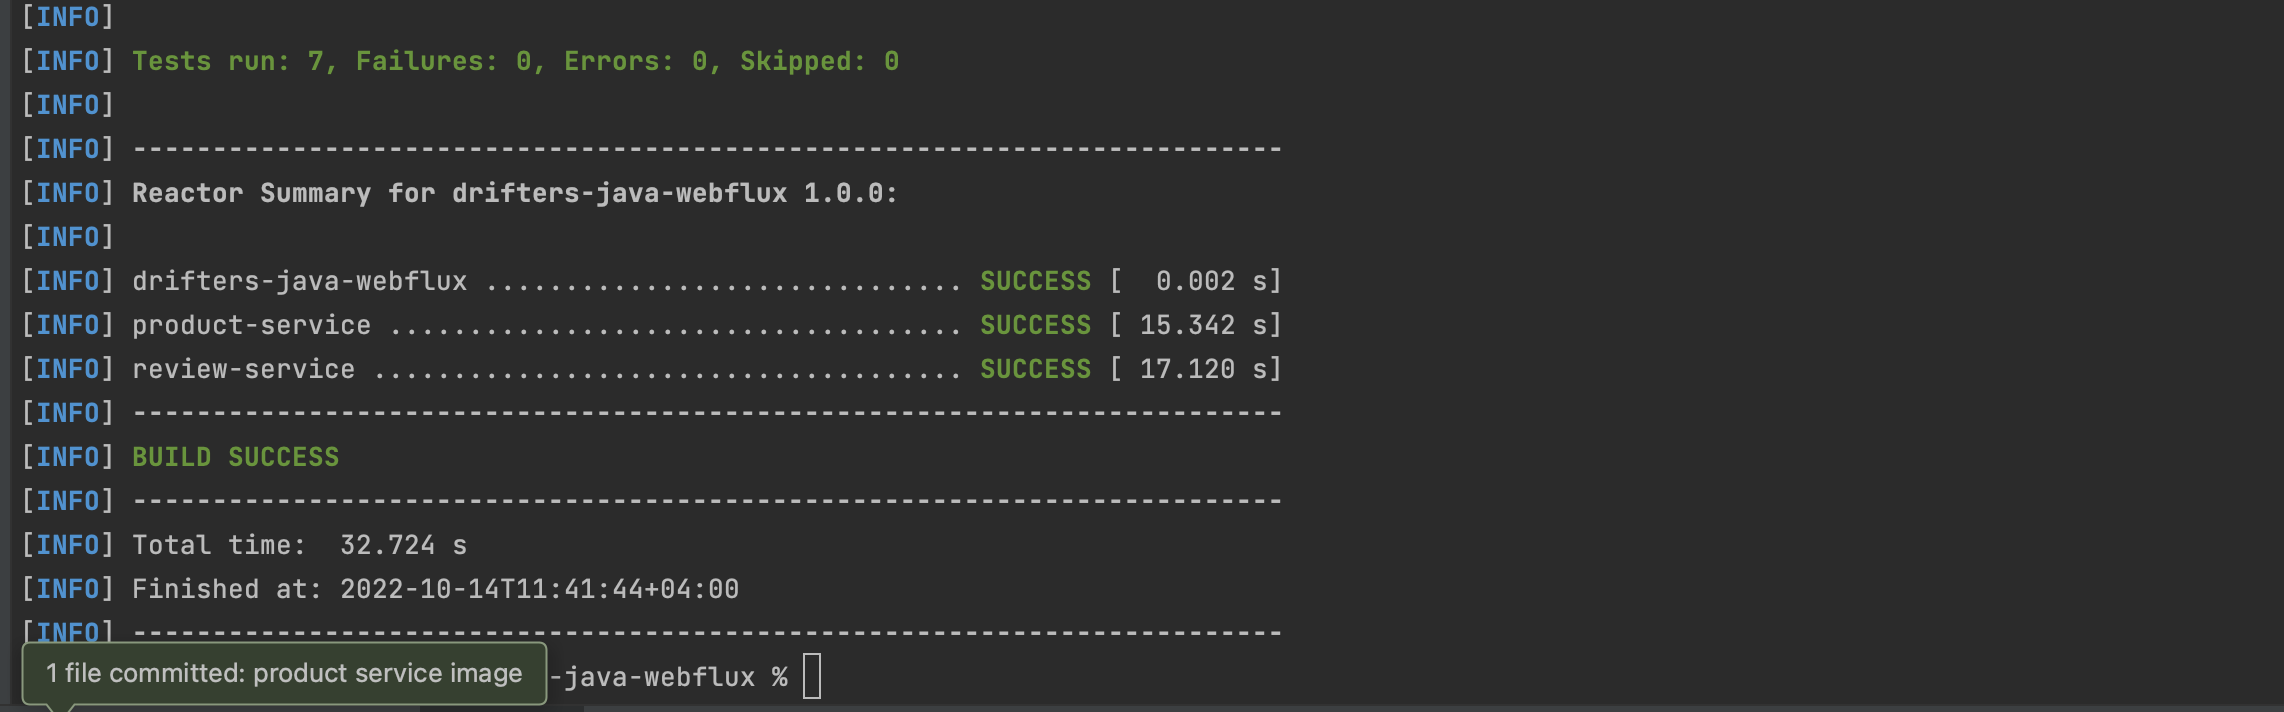 [INFO]
[INFO] Tests run: 7, Failures: 0, Errors: 0, Skipped: 0
[INFO]
[INFO] ------------------------------------------------------------------------
[INFO] Reactor Summary for drifters-java-webflux 1.0.0:
[INFO]
[INFO] drifters-java-webflux .............................. SUCCESS [  0.002 s]
[INFO] product-service .................................... SUCCESS [ 15.342 s]
[INFO] review-service ..................................... SUCCESS [ 17.120 s]
[INFO] ------------------------------------------------------------------------
[INFO] BUILD SUCCESS
[INFO] ------------------------------------------------------------------------
[INFO] Total time:  32.724 s
[INFO] Finished at: 2022-10-14T11:41:44+04:00
[INFO] ------------------------------------------------------------------------
1 file committed: product service image
-java-webflux %